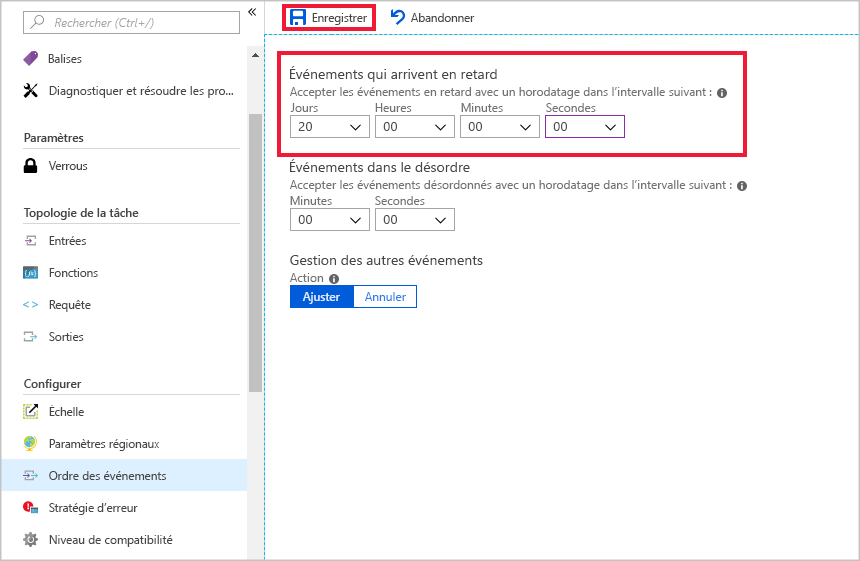 Rechercher (Ctrl+/)
«
Balises
Diagnostiquer et résoudre les pro...
Paramètres
Verrous
Topologie de la tâche
Entrées
Fonctions
Requête
Sorties
Configurer
Échelle
Paramètres régionaux
Ordre des événements
Stratégie d'erreur
Niveau de compatibilité
Enregistrer
Abandonner
Événements qui arrivent en retard
Accepter les événements en retard avec un horodatage dans l'intervalle suivant :
Jours Heures Minutes Secondes
20 00 00 00
Événements dans le désordre
Accepter les événements désordonnés avec un horodatage dans l'intervalle suivant :
Minutes Secondes
00 00
Gestion des autres événements
Action
Ajuster Annuler